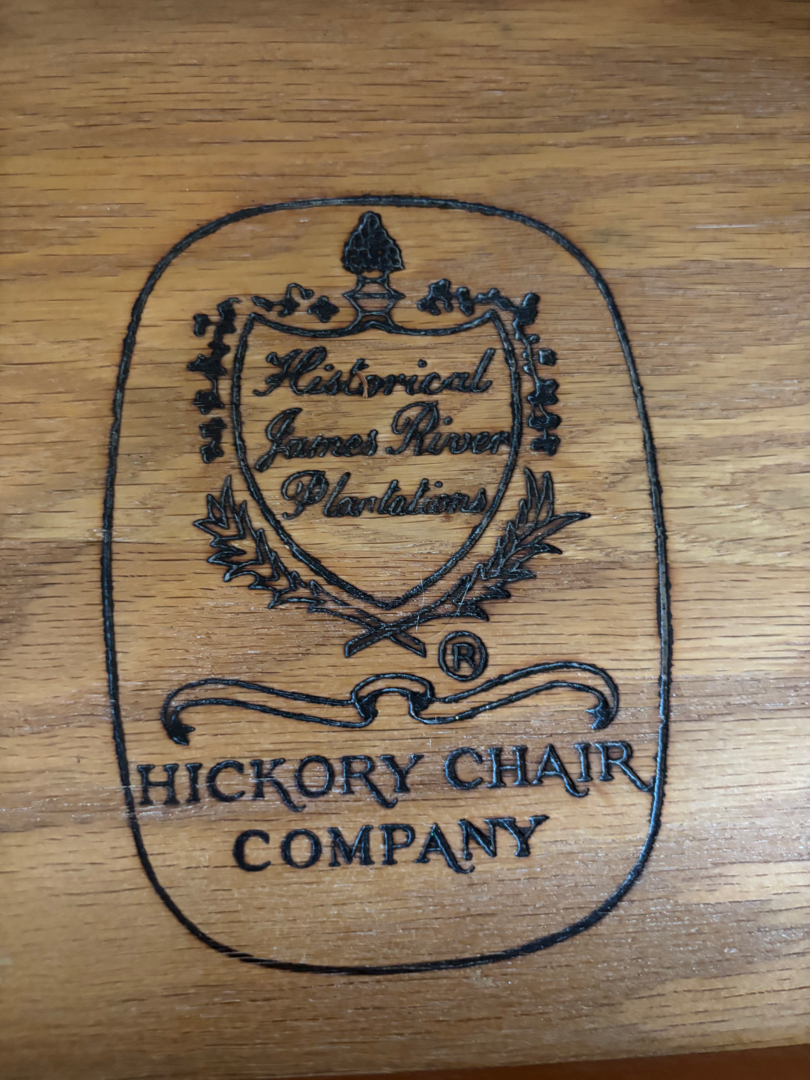 Historical
James River
Plantations
®
HICKORY CHAIR
COMPANY